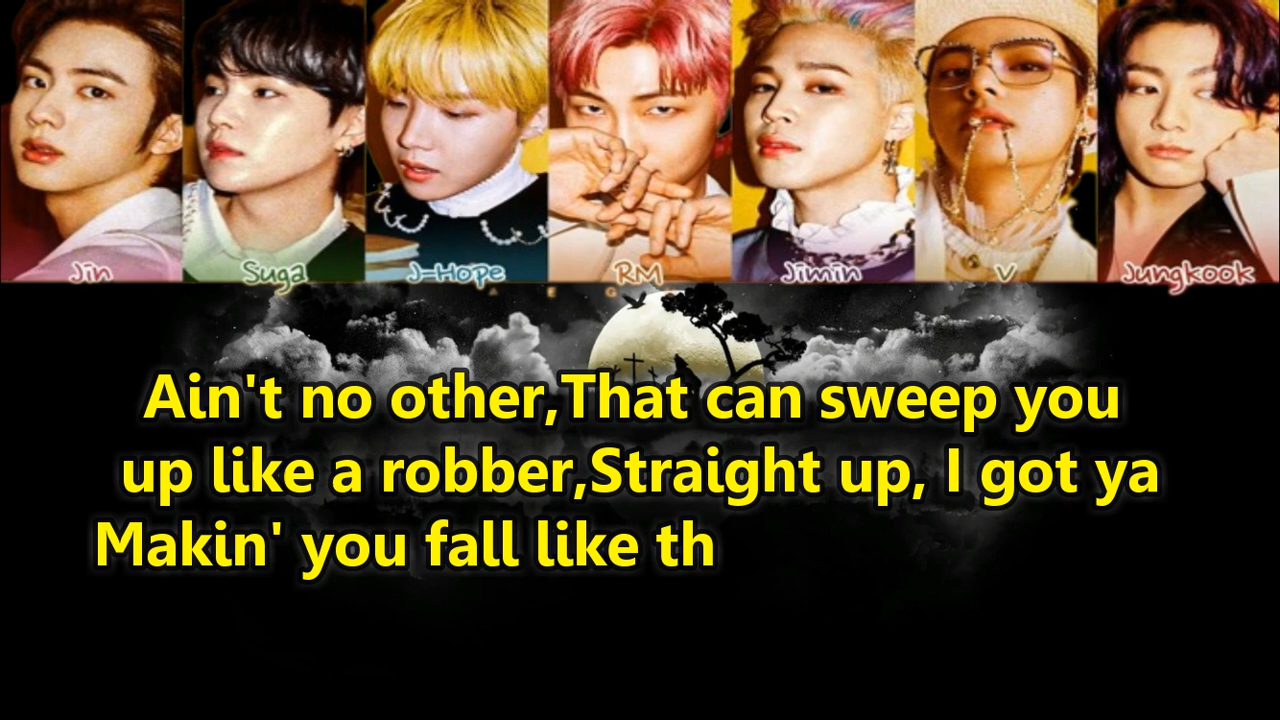 Jin
Suga
J-Hope
RM
Jimin
V
Jungkook
A E G
Ain't no other,That can sweep you
up like a robber,Straight up, I got ya
Makin' you fall like th